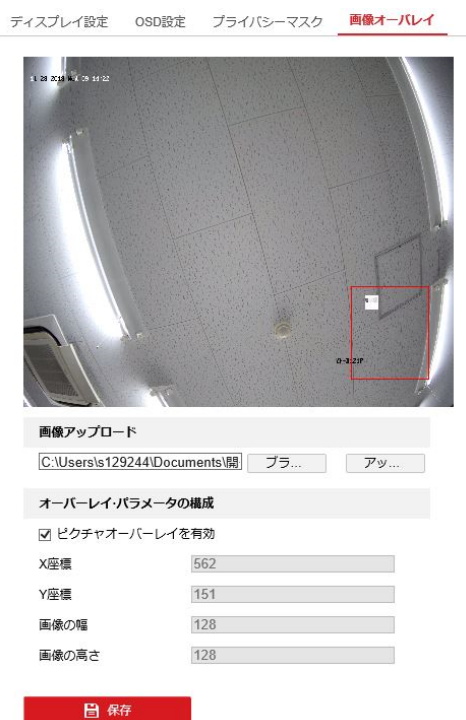 ディスプレイ設定 OSD設定 プライバシーマスク 画像オーバレイ
画像アップロード
C:\Users\s129244\Documents\開 ブラ... アッ...
オーバーレイ・パラメータの構成
ピクチャオーバーレイを有効
X座標 562
Y座標 151
画像の幅 128
画像の高さ 128
保存